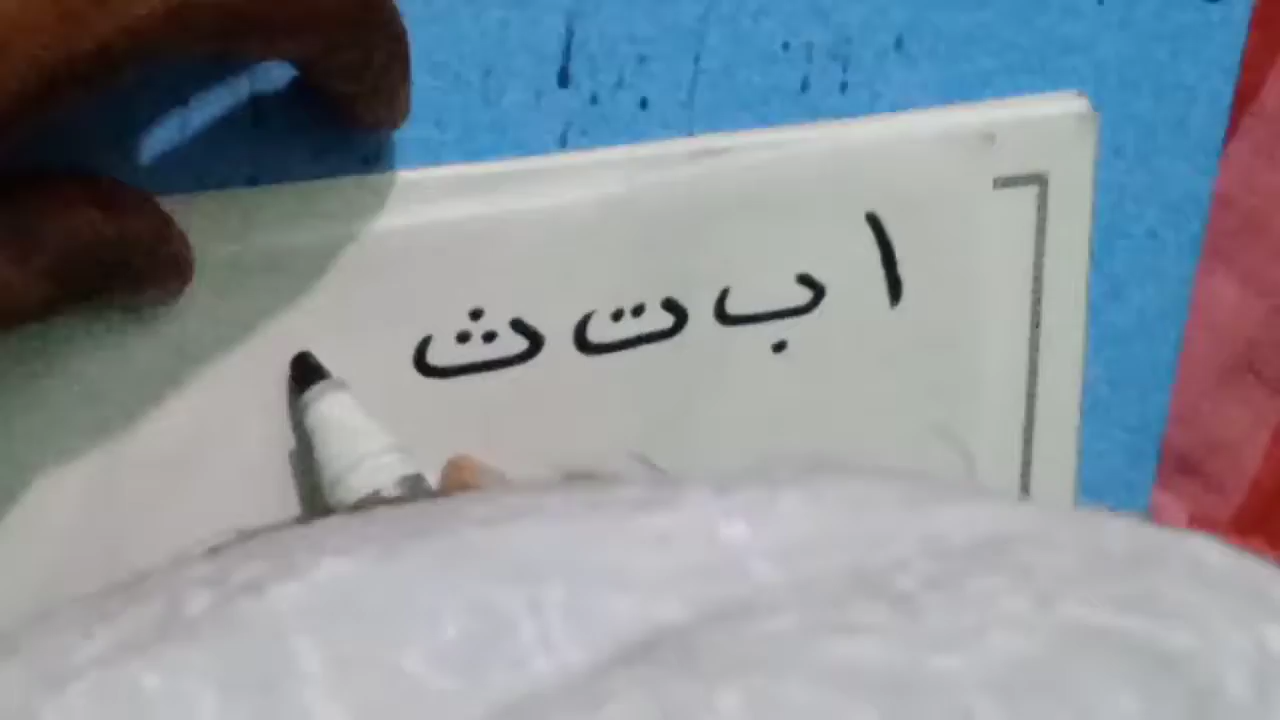 ا ب ت ث